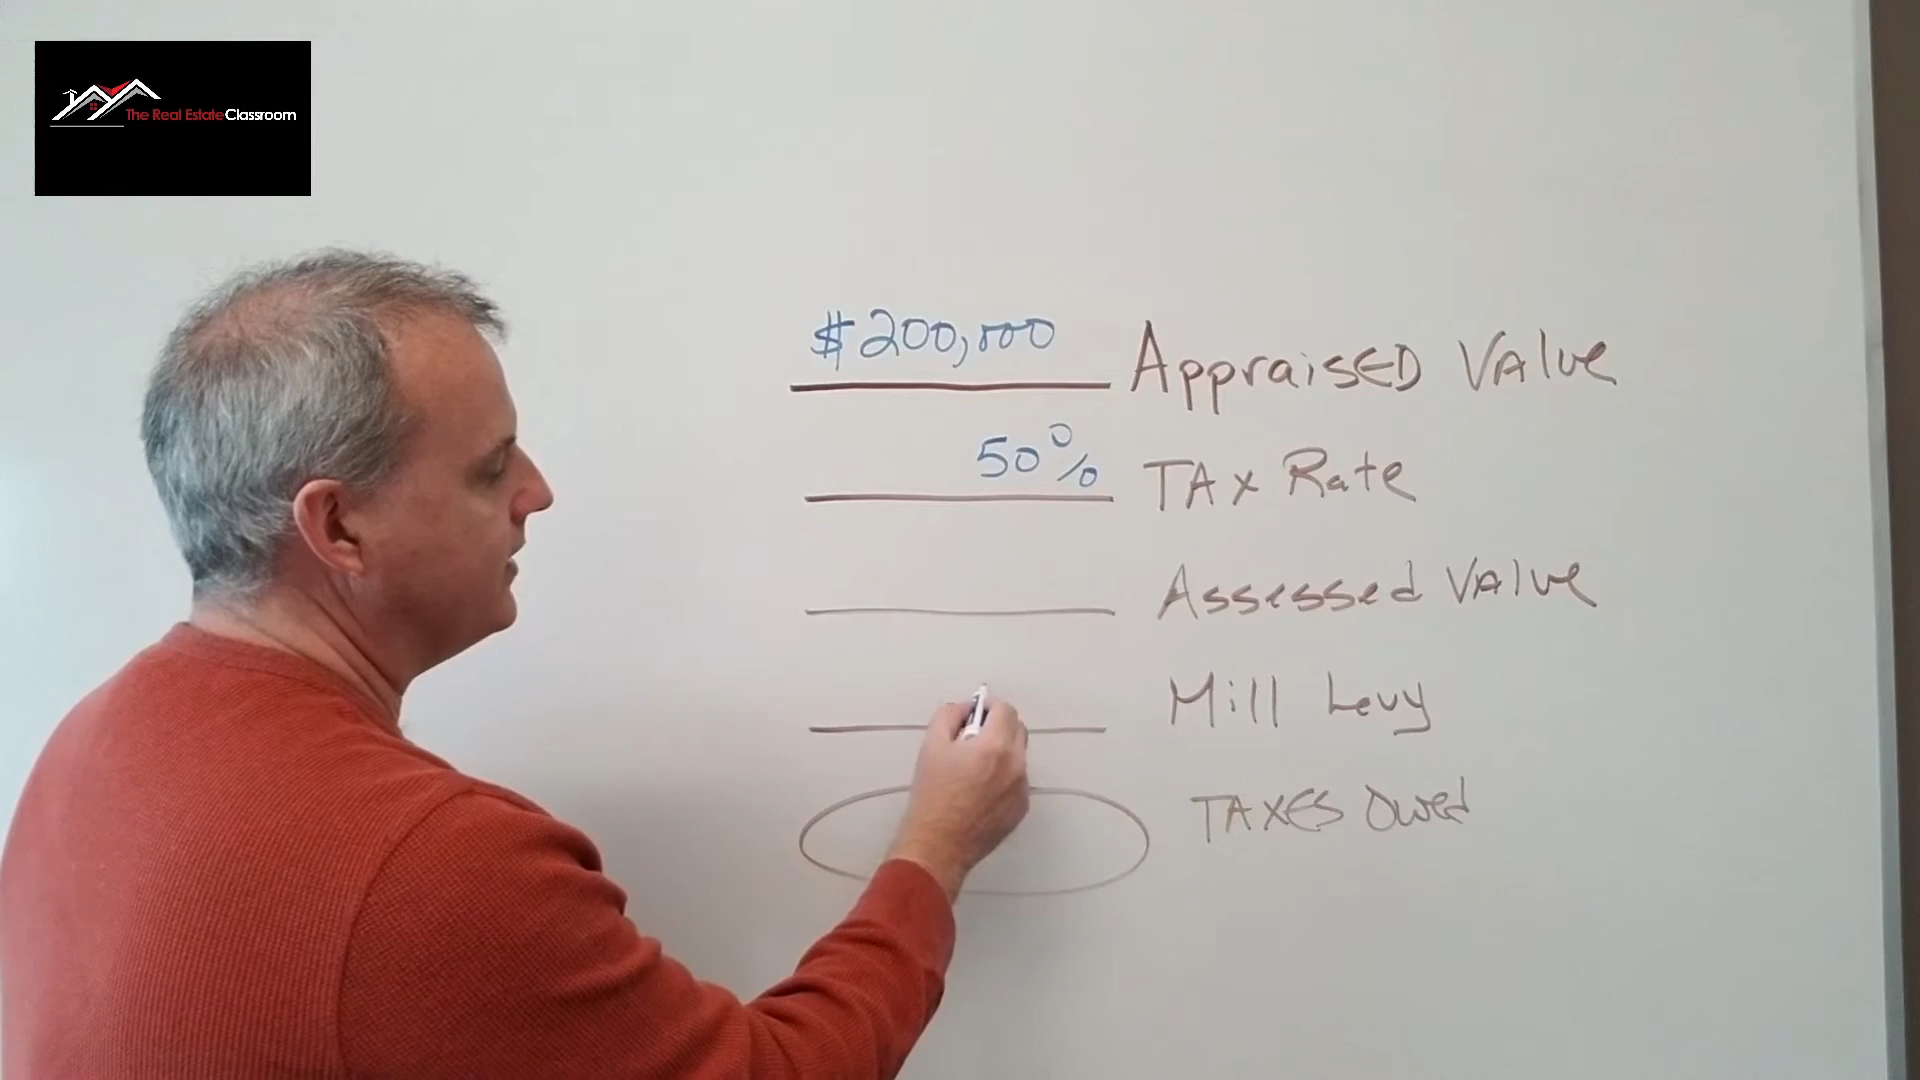 The Real Estate Classroom
$200,000 Appraised Value
50% Tax Rate
Assessed Value
Mill Levy
TAXES Owed